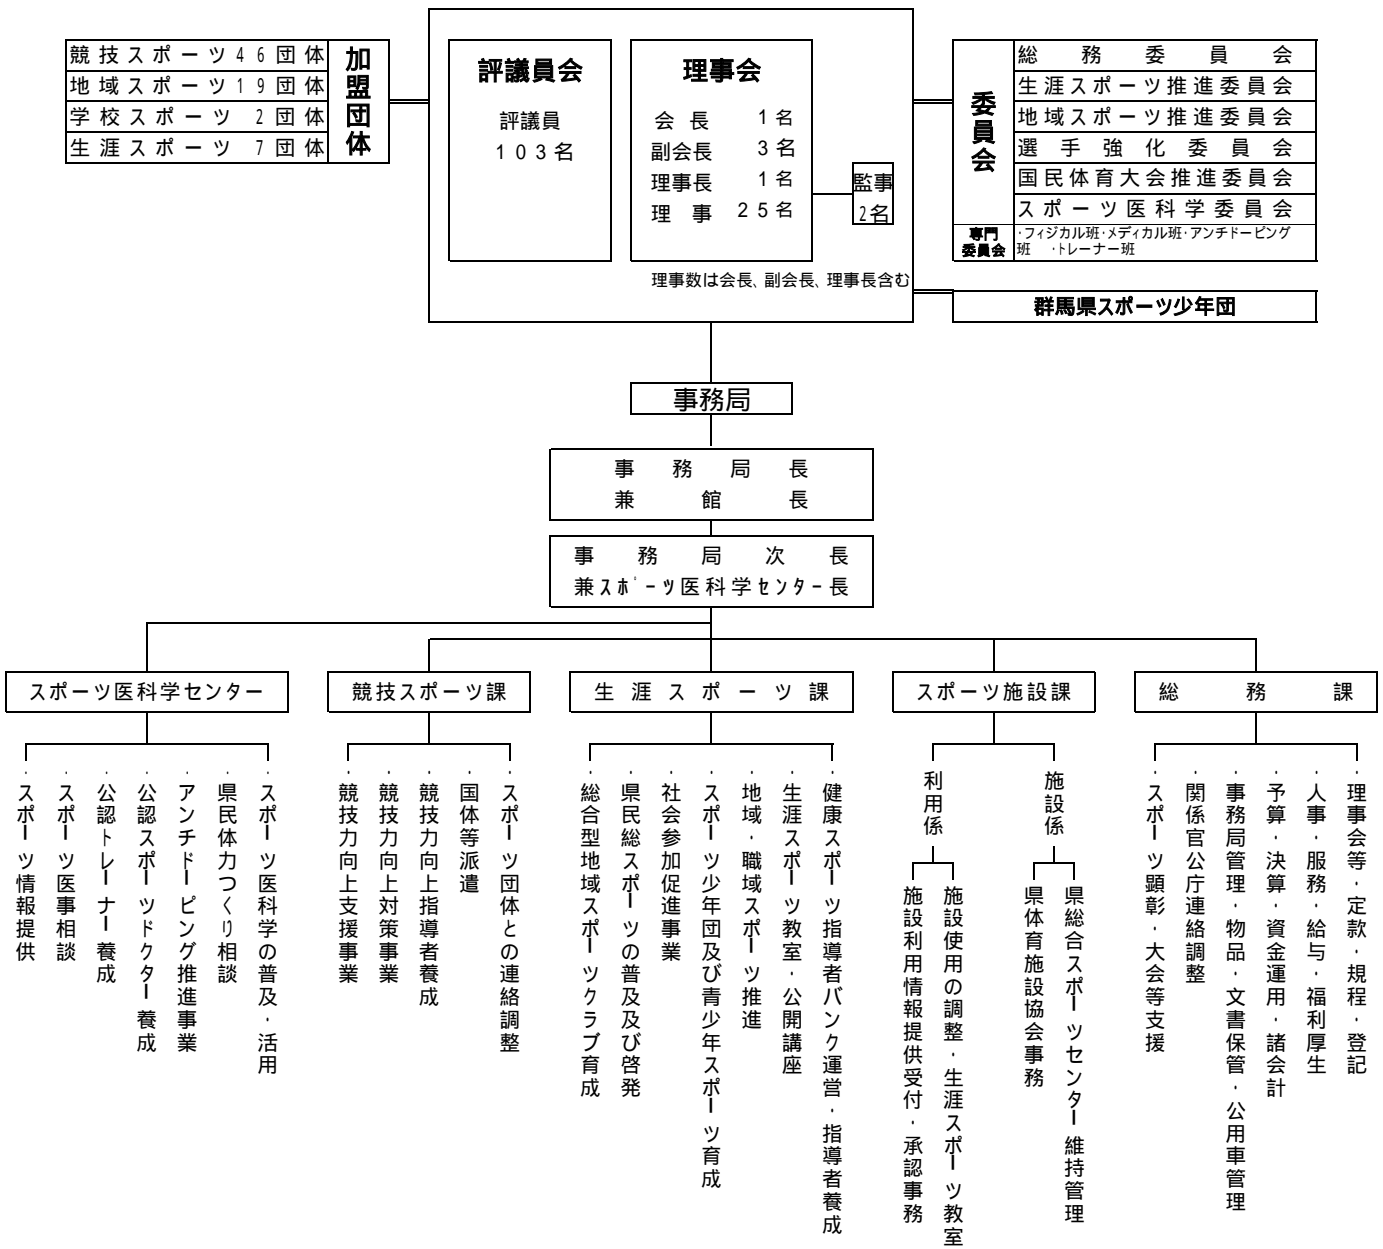 競技スポーツ46団体
地域スポーツ19団体
学校スポーツ 2団体
生涯スポーツ 7団体
加盟団体
評議員会
評議員
103名
理事会
会長 1名
副会長 3名
理事長 1名
理事 25名
監事
2名
理事数は会長、副会長、理事長含む
委員会
総務委員会
生涯スポーツ推進委員会
地域スポーツ推進委員会
選手強化委員会
国民体育大会推進委員会
スポーツ医科学委員会
専門
委員会
・フィジカル班・メディカル班・アンチドーピング
班 ・トレーナー班
群馬県スポーツ少年団
事務局
事務局長
兼館長
事務局次長
兼スポーツ医科学センター長
スポーツ医科学センター
競技スポーツ課
生涯スポーツ課
スポーツ施設課
総務課
・スポーツ情報提供
・スポーツ医事相談
・公認トレーナー養成
・公認スポーツドクター養成
・アンチドーピング推進事業
・県民体力つくり相談
・スポーツ医科学の普及・活用
・競技力向上支援事業
・競技力向上対策事業
・競技力向上指導者養成
・国体等派遣
・スポーツ団体との連絡調整
・総合型地域スポーツクラブ育成
・県民総スポーツの普及及び啓発
・社会参加促進事業
・スポーツ少年団及び青少年スポーツ育成
・地域・職域スポーツ推進
・生涯スポーツ教室・公開講座
・健康スポーツ指導者バンク運営・指導者養成
利用係
施設利用情報提供受付・承認事務
施設使用の調整・生涯スポーツ教室
施設係
県体育施設協会事務
県総合スポーツセンター維持管理
・スポーツ顕彰・大会等支援
・関係官公庁連絡調整
・事務局管理・物品・文書保管・公用車管理
・予算・決算・資金運用・諸会計
・人事・服務・給与・福利厚生
・理事会等・定款・規程・登記